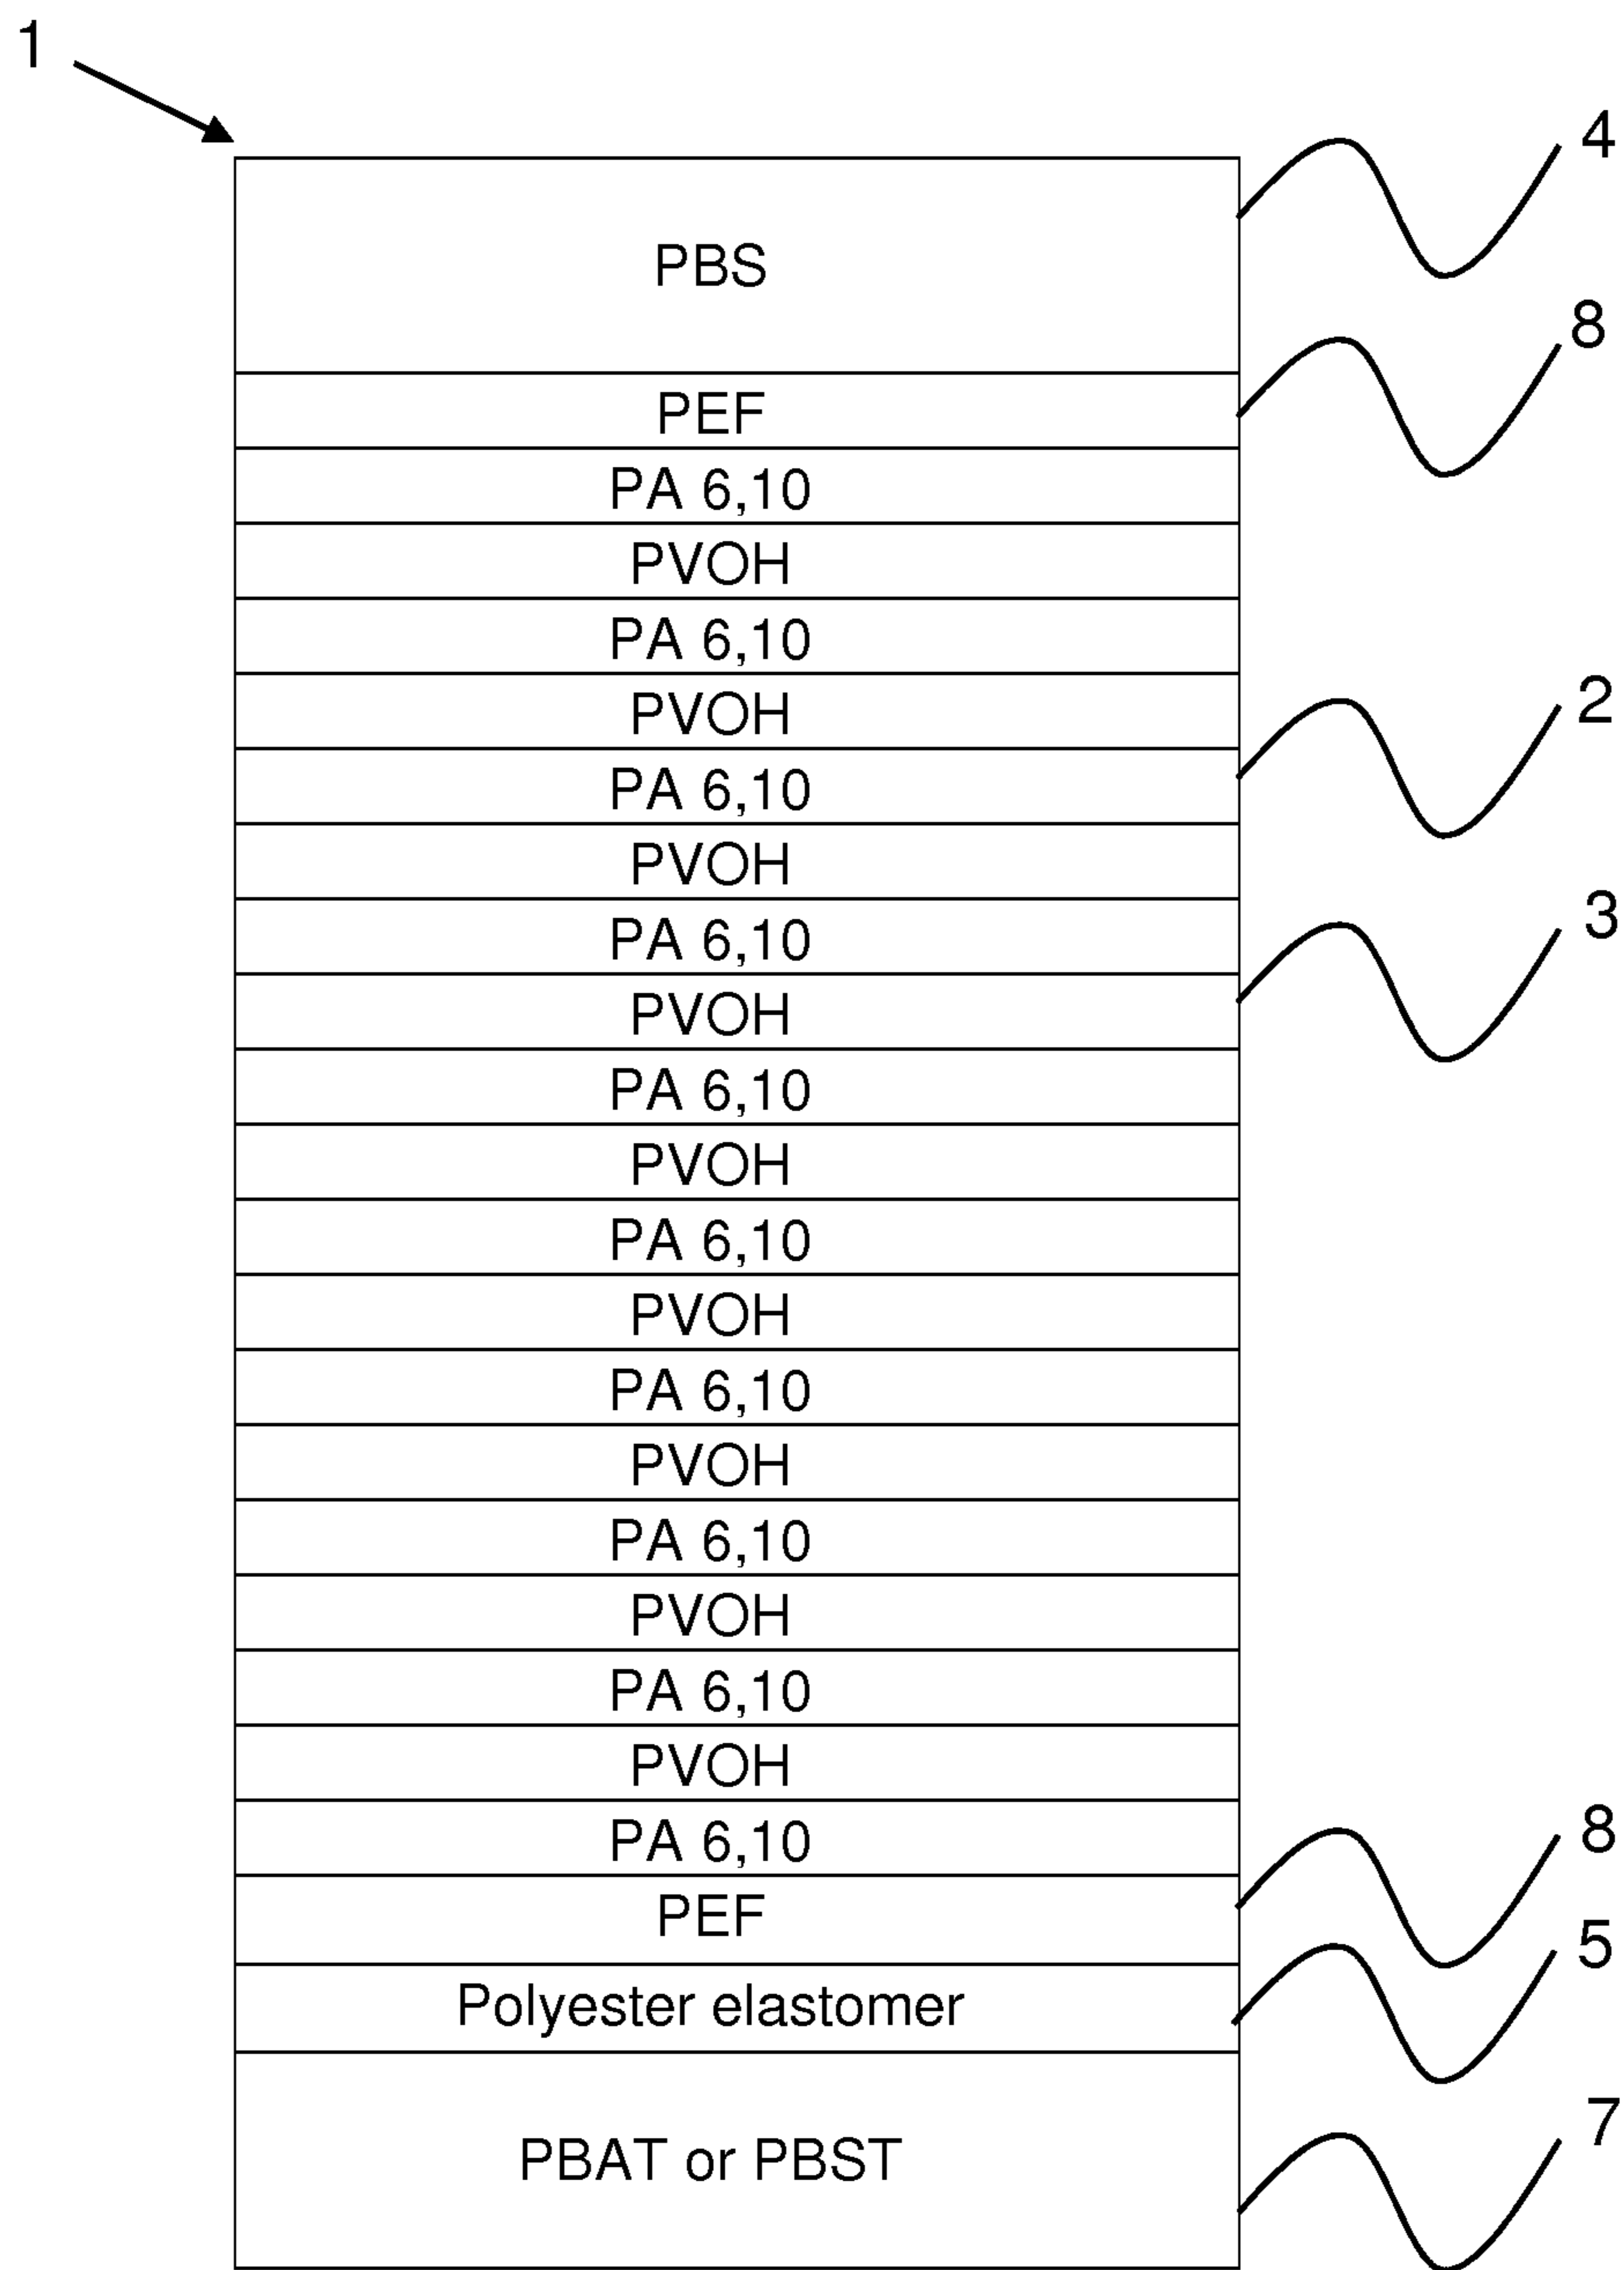 1
4
PBS
8
PEF
PA 6,10
PVOH
PA 6,10
2
PVOH
PA 6,10
PVOH
3
PA 6,10
PVOH
PA 6,10
PVOH
PA 6,10
PVOH
PA 6,10
PVOH
PA 6,10
PVOH
PA 6,10
PVOH
8
PA 6,10
PEF
5
Polyester elastomer
7
PBAT or PBST